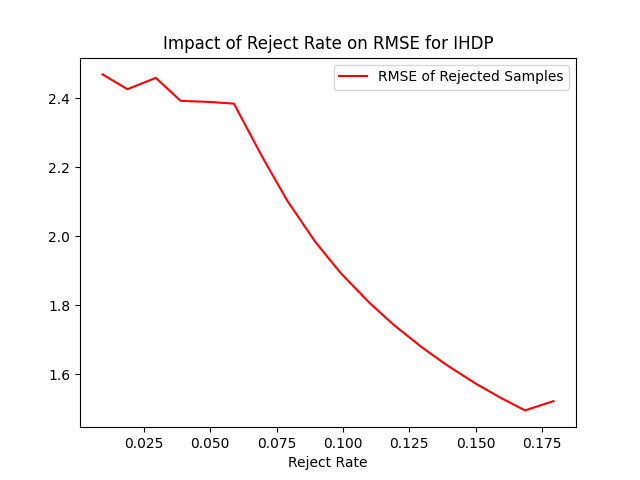 Impact of Reject Rate on RMSE for IHDP
RMSE of Rejected Samples
2.4
2.2
2.0
1.8
1.6
0.025 0.050 0.075 0.100 0.125 0.150 0.175
Reject Rate